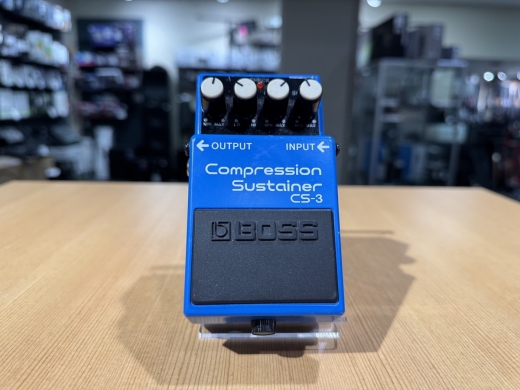 ← OUTPUT INPUT ←
Compression
Sustainer
CS-3
BOSS